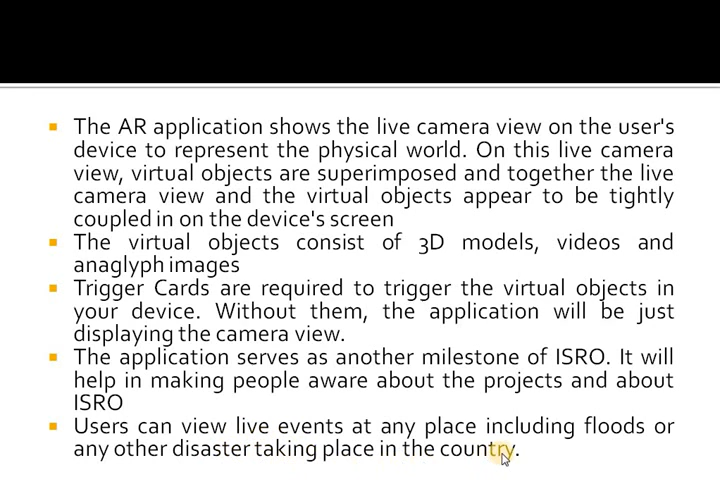 The AR application shows the live camera view on the user's
device to represent the physical world. On this live camera
view, virtual objects are superimposed and together the live
camera view and the virtual objects appear to be tightly
coupled in on the device's screen
The virtual objects consist of 3D models, videos and
anaglyph images
Trigger Cards are required to trigger the virtual objects in
your device. Without them, the application will be just
displaying the camera view.
The application serves as another milestone of ISRO. It will
help in making people aware about the projects and about
ISRO
Users can view live events at any place including floods or
any other disaster taking place in the country.